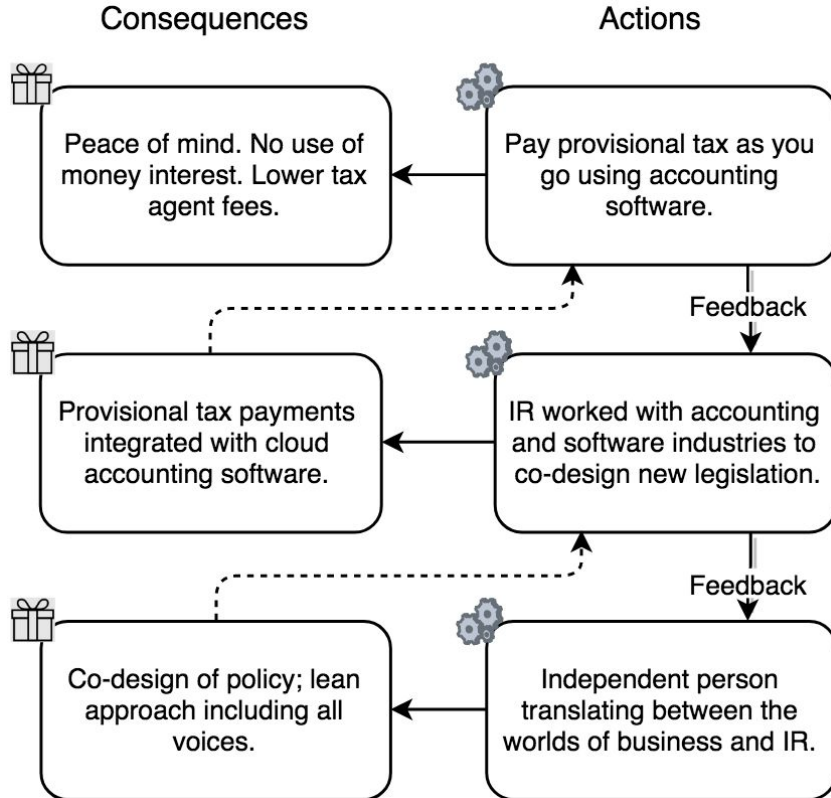 Consequences
Actions
Peace of mind. No use of
money interest. Lower tax
agent fees.
Pay provisional tax as you
go using accounting
software.
Feedback
Provisional tax payments
integrated with cloud
accounting software.
IR worked with accounting
and software industries to
co-design new legislation.
Feedback
Co-design of policy; lean
approach including all
voices.
Independent person
translating between the
worlds of business and IR.